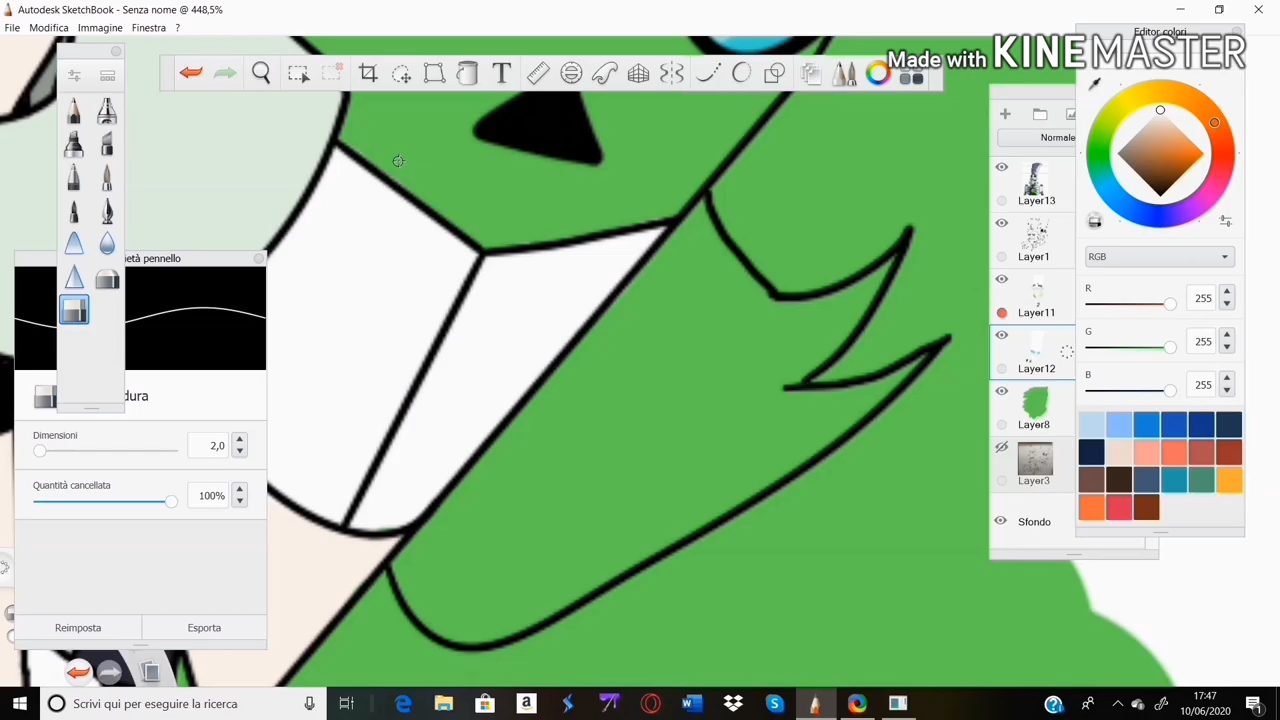 Autodesk SketchBook - Senza nome @ 448,5%
File Modifica Immagine Finestra ?
Editor colori
Made with KINEMASTER
Normale
Layer13
Layer1
Layer11
Layer12
Layer8
Layer3
Sfondo
RGB
R 255
G 255
B 255
età pennello
dura
Dimensioni
2,0
Quantità cancellata
100%
Reimposta
Esporta
Scrivi qui per eseguire la ricerca
17:47
10/06/2020